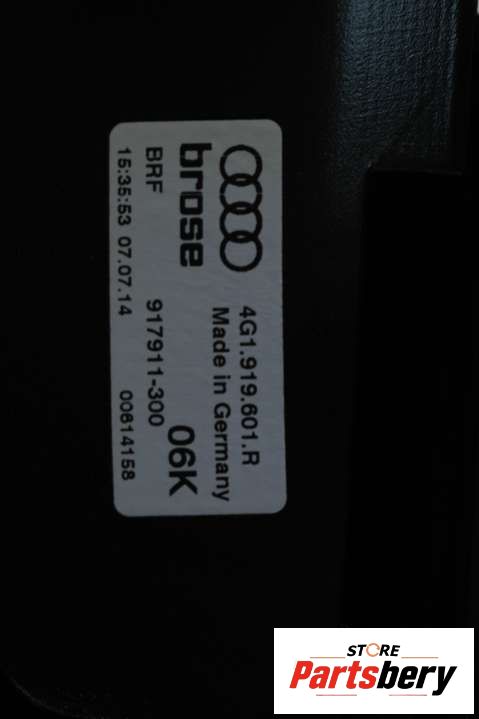 4G1.919.601.R
Made in Germany
brose
06K
BRF 917911-300
15:35:53 07.07.14 00614158
STORE
Partsbery